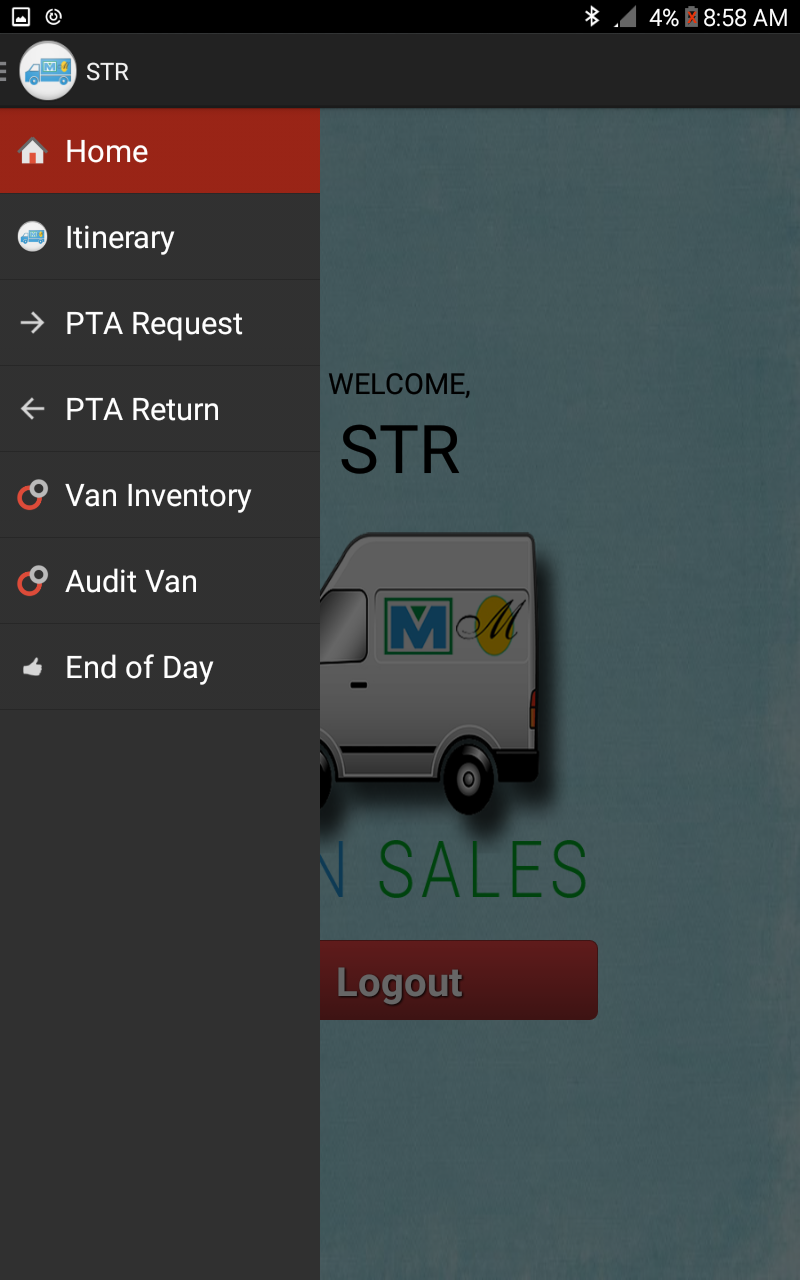 4% 8:58 AM
STR
Home
Itinerary
PTA Request
PTA Return
Van Inventory
Audit Van
End of Day
WELCOME,
STR
M M
N SALES
Logout